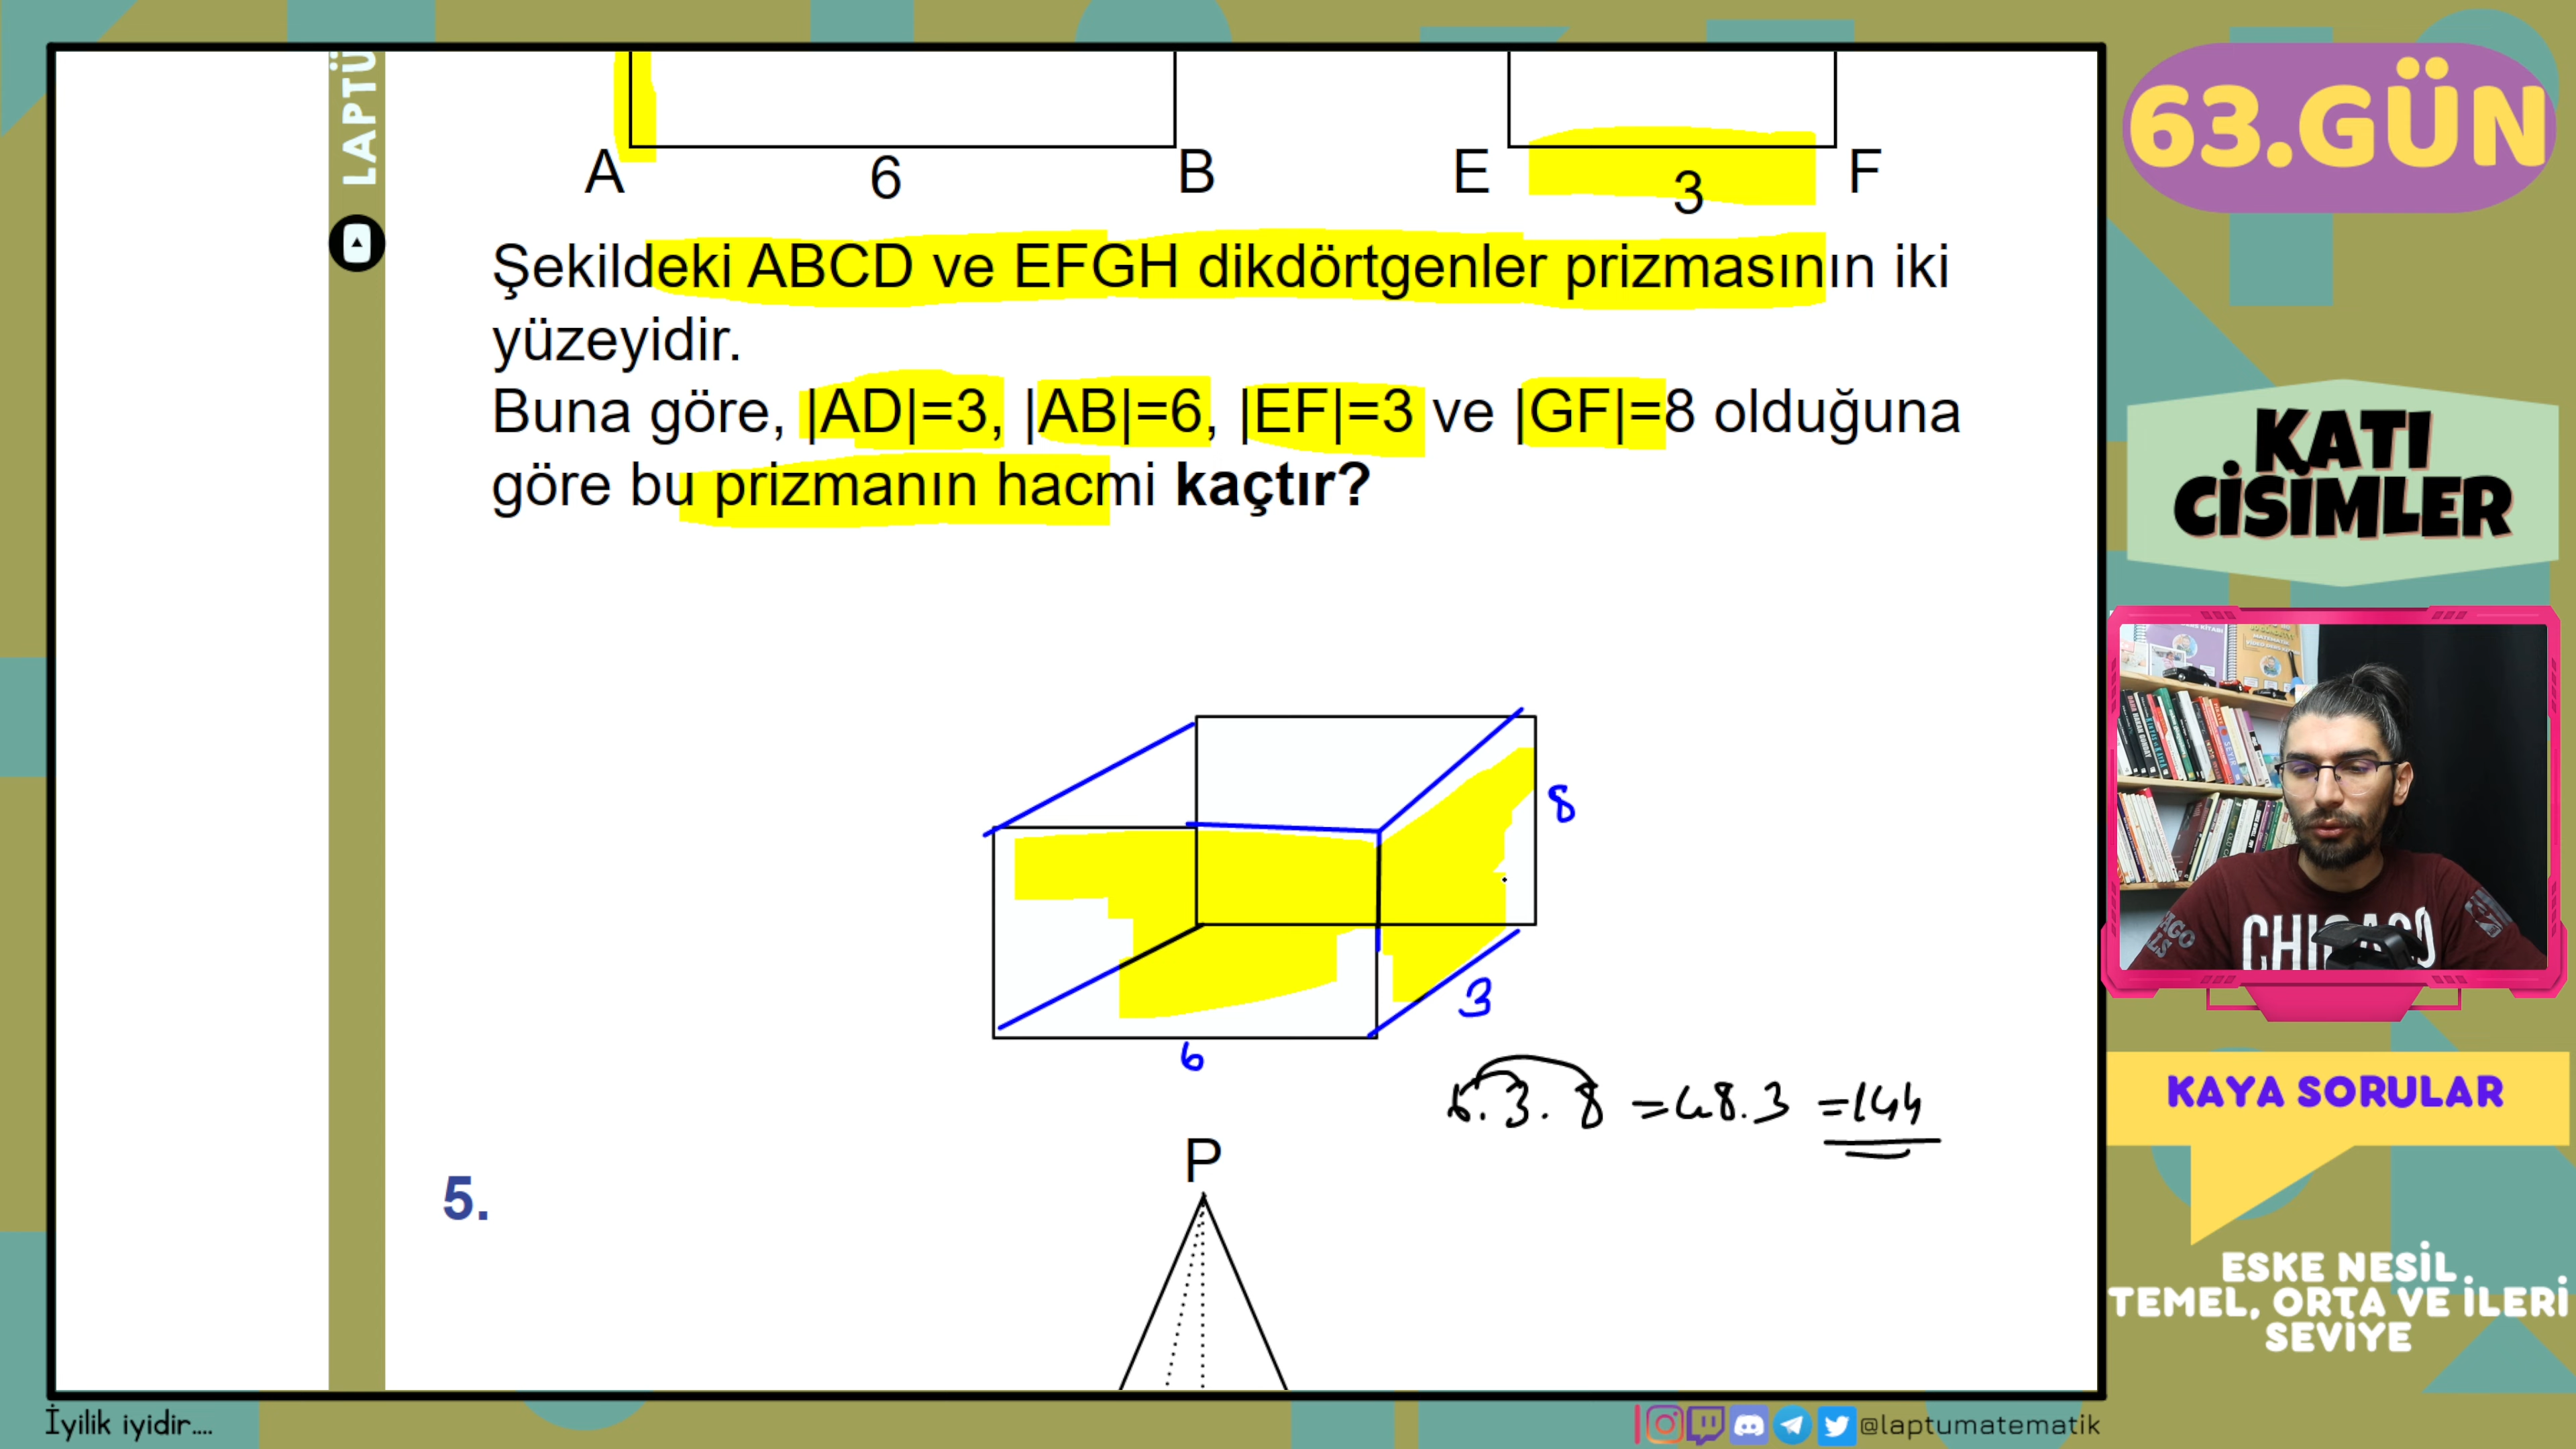 LAPTÜ
A
6
B
E
3
F
Şekildeki ABCD ve EFGH dikdörtgenler prizmasının iki
yüzeyidir.
Buna göre, |AD|=3, |AB|=6, |EF|=3 ve |GF|=8 olduğuna
göre bu prizmanın hacmi kaçtır?
8
3
6
6.3.8 =48.3 =144
5.
P
63.GÜN
KATI
CİSİMLER
CHICAGO
KAYA SORULAR
ESKE NESİL
TEMEL, ORTA VE İLERİ
SEVİYE
İyilik iyidir....
@laptumatematik